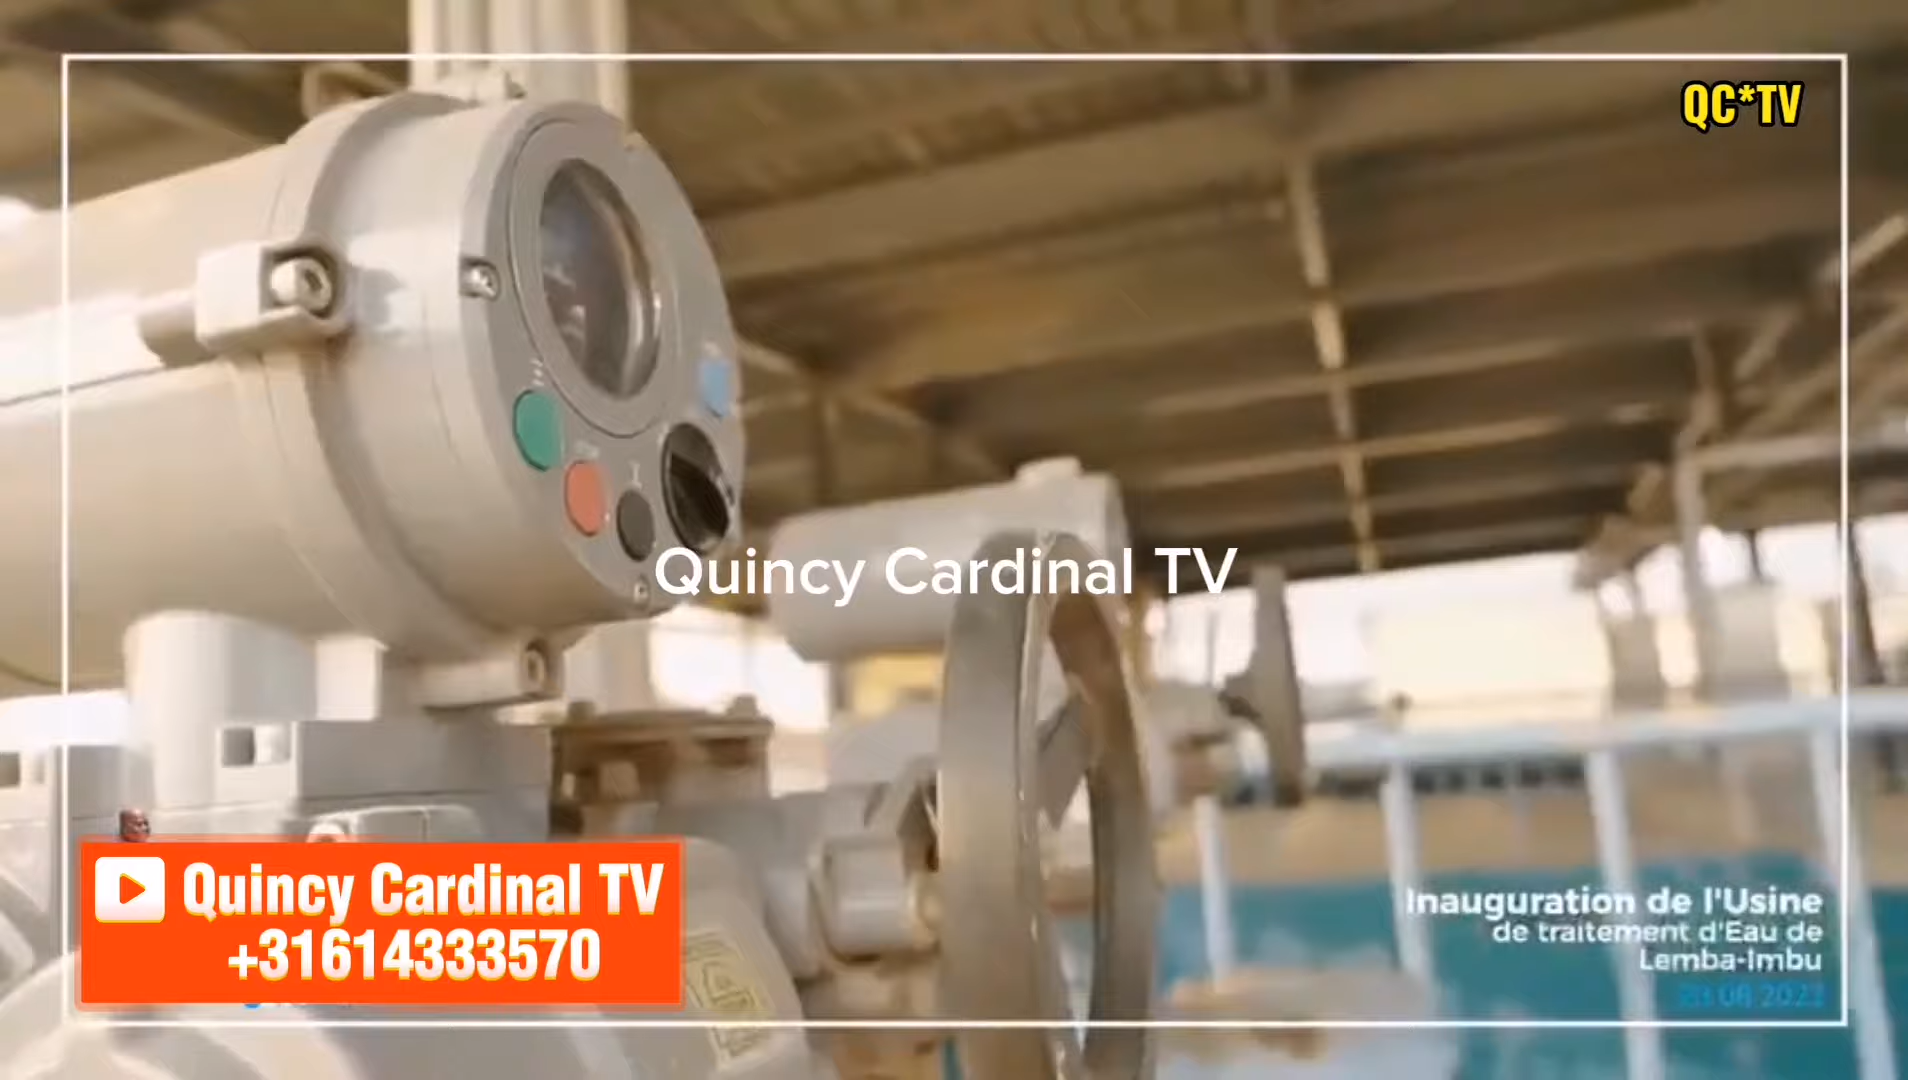 QC*TV
Quincy Cardinal TV
Quincy Cardinal TV
+31614333570
Inauguration de l'Usine
de traitement d'Eau de
Lemba-Imbu